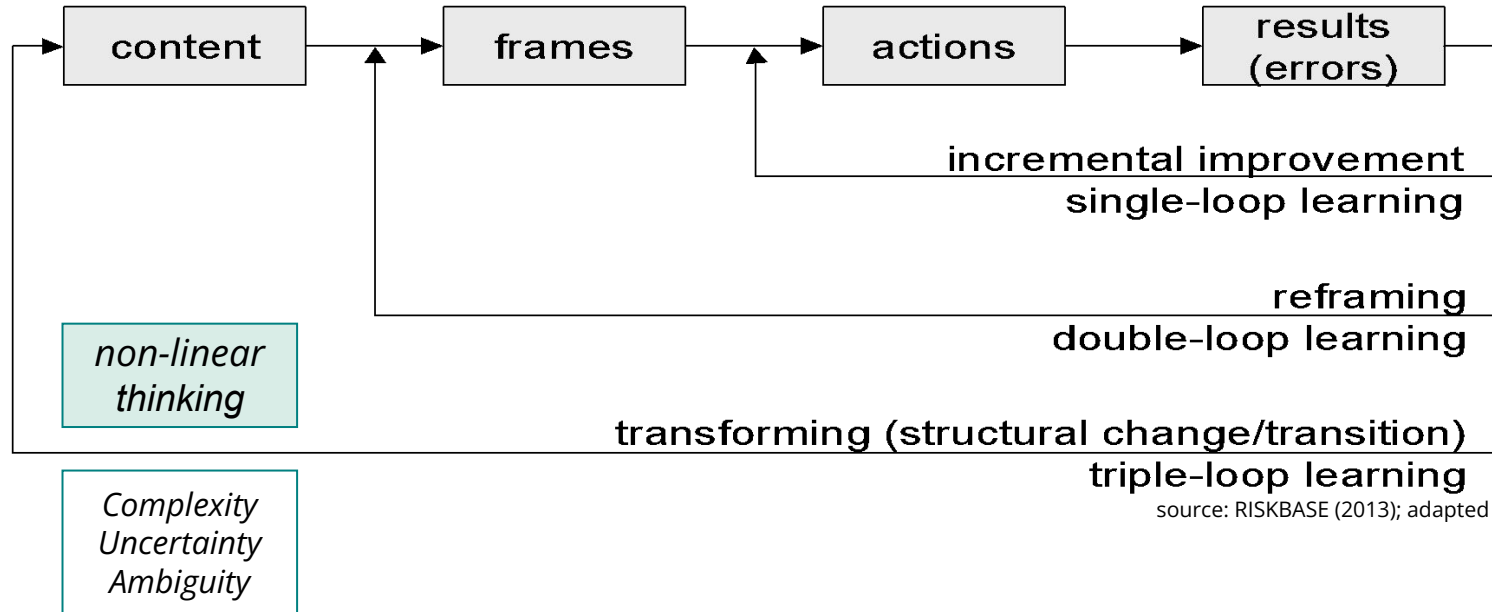 content
frames
actions
results
(errors)
incremental improvement
single-loop learning
reframing
double-loop learning
non-linear
thinking
transforming (structural change/transition)
triple-loop learning
source: RISKBASE (2013); adapted
Complexity
Uncertainty
Ambiguity